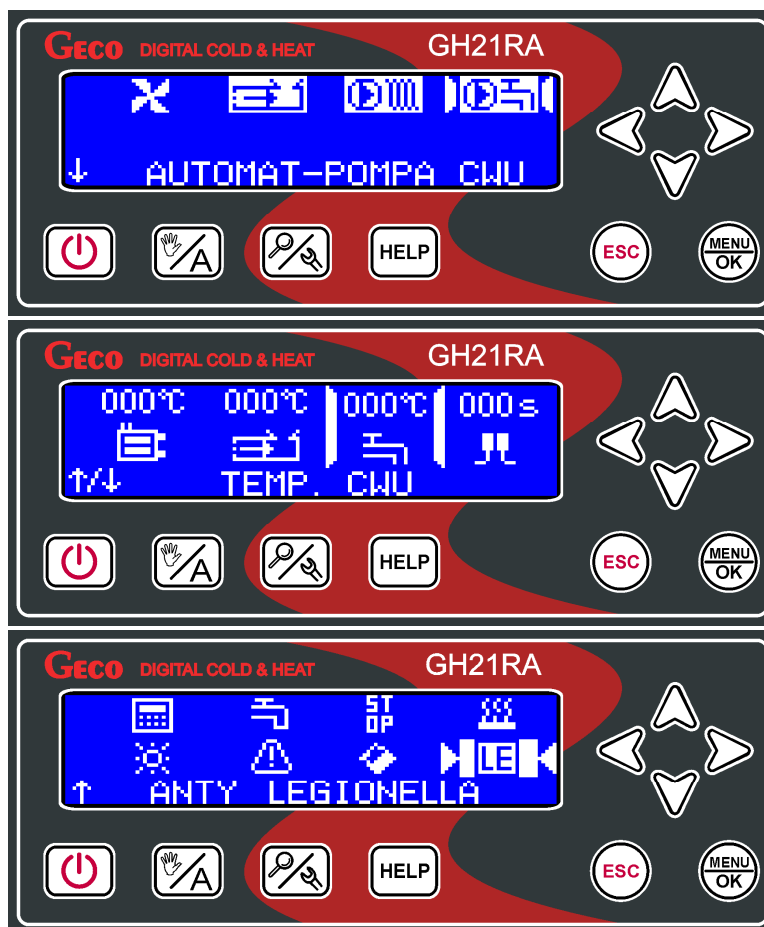 GECO DIGITAL COLD & HEAT GH21RA
↓ AUTOMAT-POMPA CWU
A HELP ESC MENU
OK
GECO DIGITAL COLD & HEAT GH21RA
000°C 000°C 000°C 000s
↑/↓ TEMP. CWU
A HELP ESC MENU
OK
GECO DIGITAL COLD & HEAT GH21RA
ST
OP
LE
↑ ANTY LEGIONELLA
A HELP ESC MENU
OK